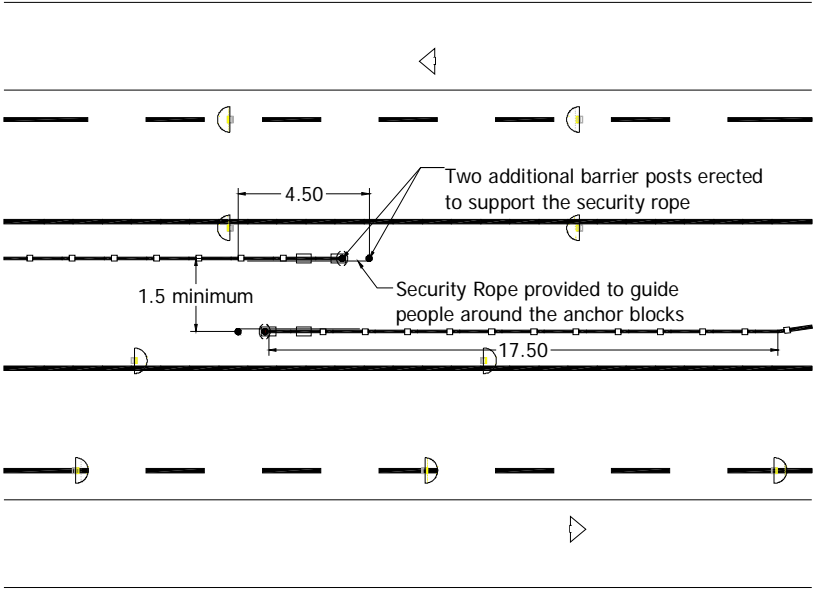 Two additional barrier posts erected
to support the security rope
4.50
Security Rope provided to guide
people around the anchor blocks
1.5 minimum
17.50